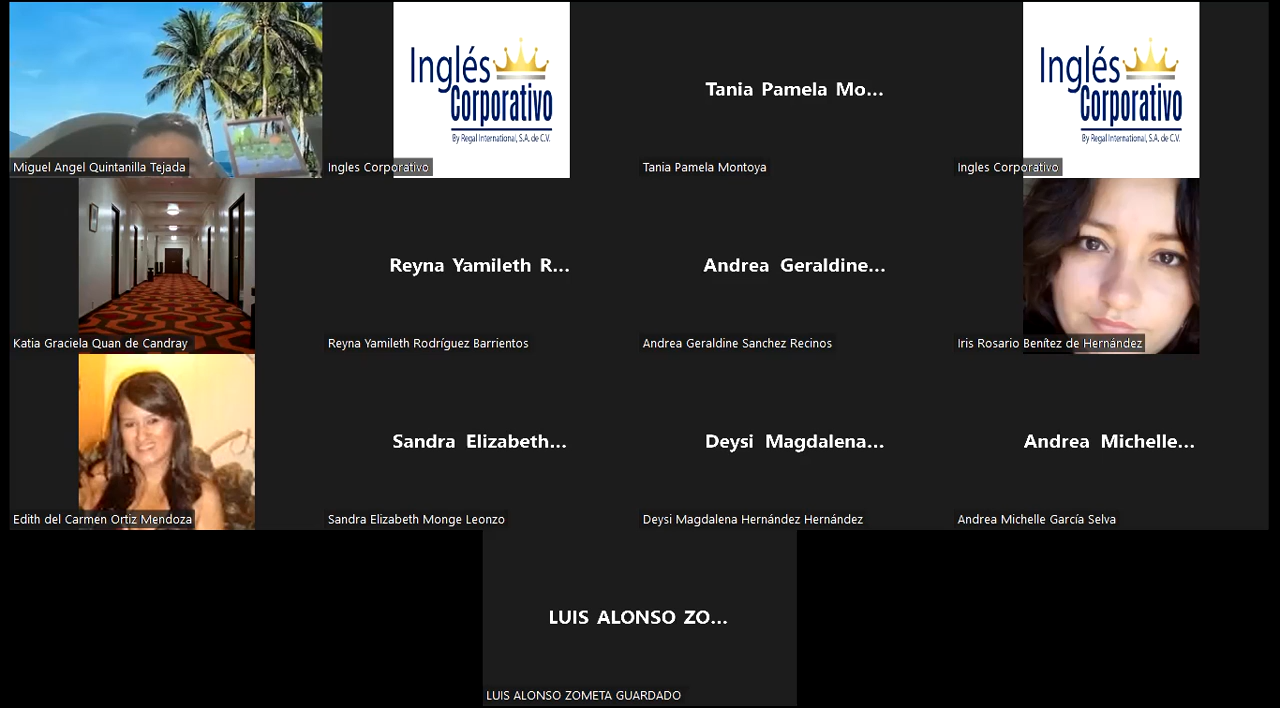 Inglés
Corporativo
By Regal International, S.A. de C.V.
Tania Pamela Mo...
Inglés
Corporativo
By Regal International, S.A. de C.V.
Miguel Angel Quintanilla Tejada
Ingles Corporativo
Tania Pamela Montoya
Ingles Corporativo
Reyna Yamileth R...
Andrea Geraldine...
Katia Graciela Quan de Candray
Reyna Yamileth Rodríguez Barrientos
Andrea Geraldine Sanchez Recinos
Iris Rosario Benítez de Hernández
Sandra Elizabeth...
Deysi Magdalena...
Andrea Michelle...
Edith del Carmen Ortiz Mendoza
Sandra Elizabeth Monge Leonzo
Deysi Magdalena Hernández Hernández
Andrea Michelle García Selva
LUIS ALONSO ZO...
LUIS ALONSO ZOMETA GUARDADO